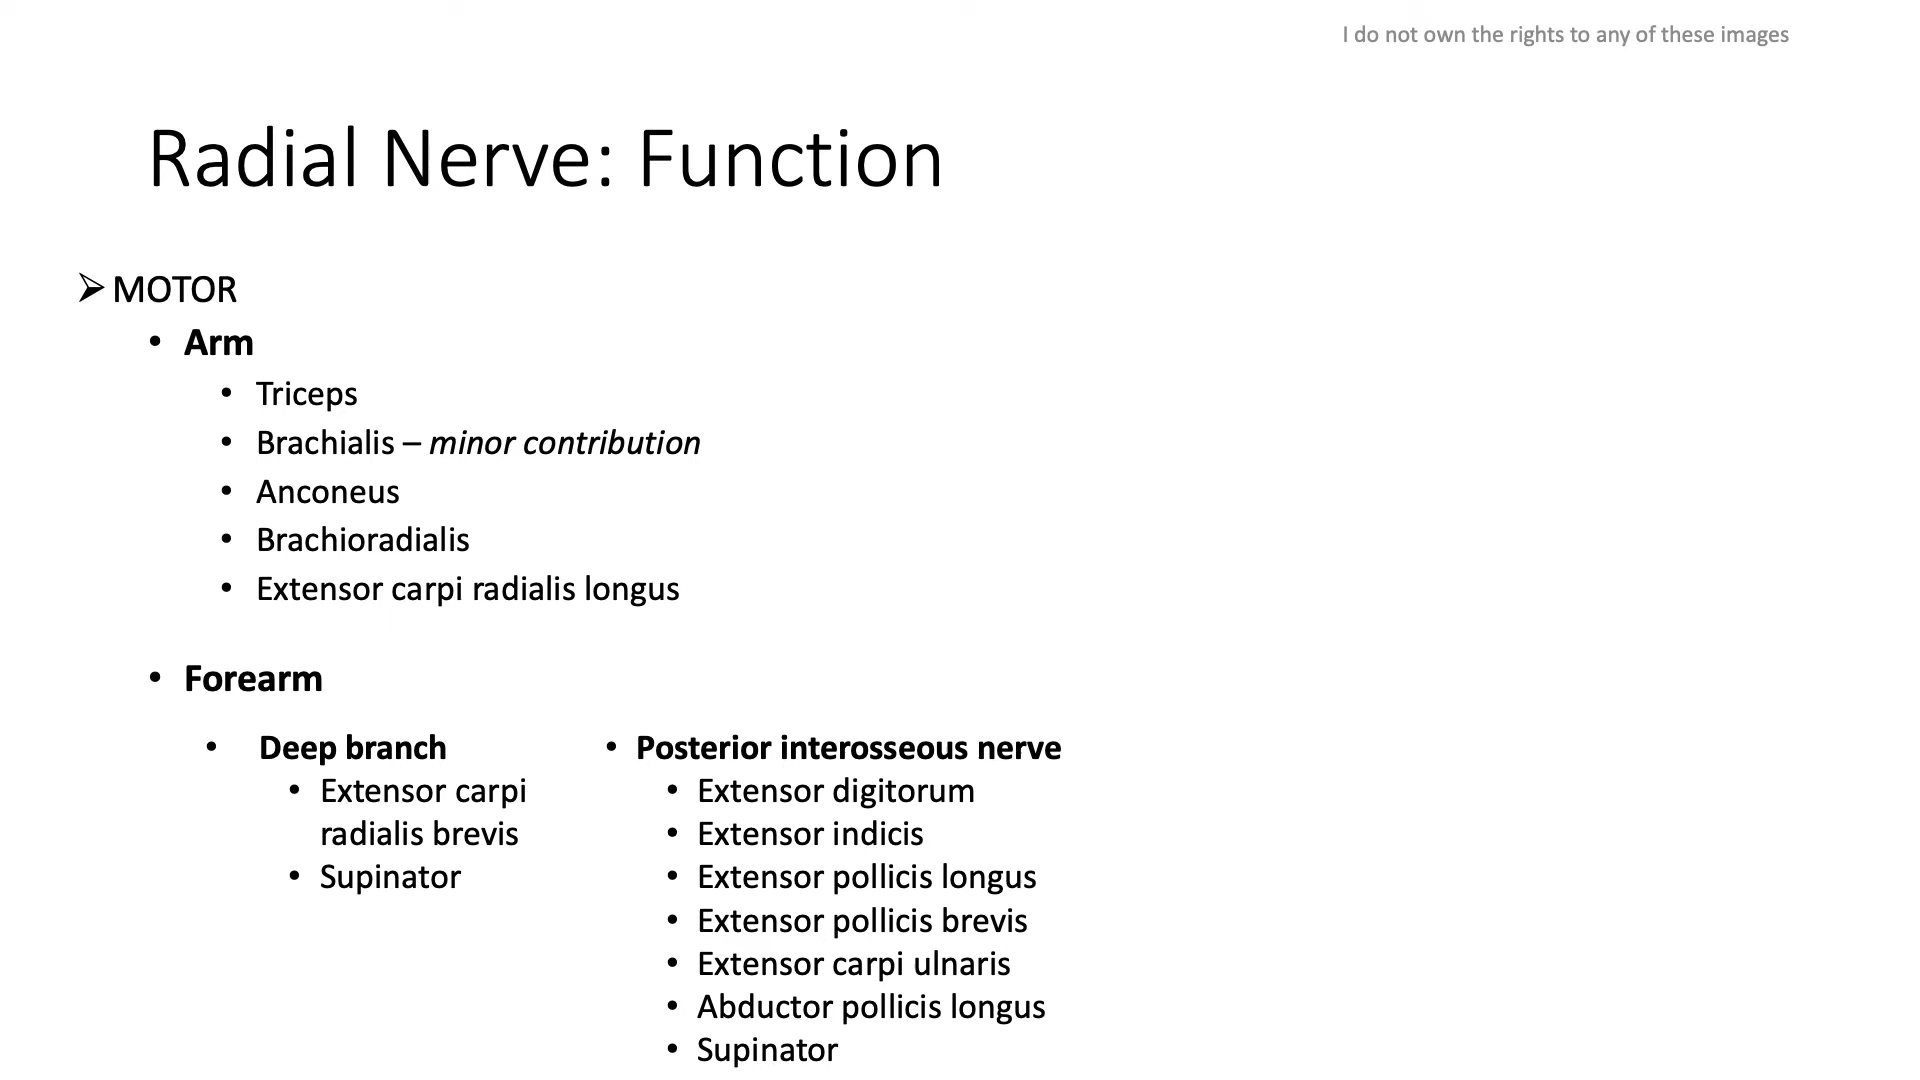 I do not own the rights to any of these images
Radial Nerve: Function
➢ MOTOR
• Arm
• Triceps
• Brachialis – minor contribution
• Anconeus
• Brachioradialis
• Extensor carpi radialis longus
• Forearm
• Deep branch
• Extensor carpi
radialis brevis
• Supinator
• Posterior interosseous nerve
• Extensor digitorum
• Extensor indicis
• Extensor pollicis longus
• Extensor pollicis brevis
• Extensor carpi ulnaris
• Abductor pollicis longus
• Supinator